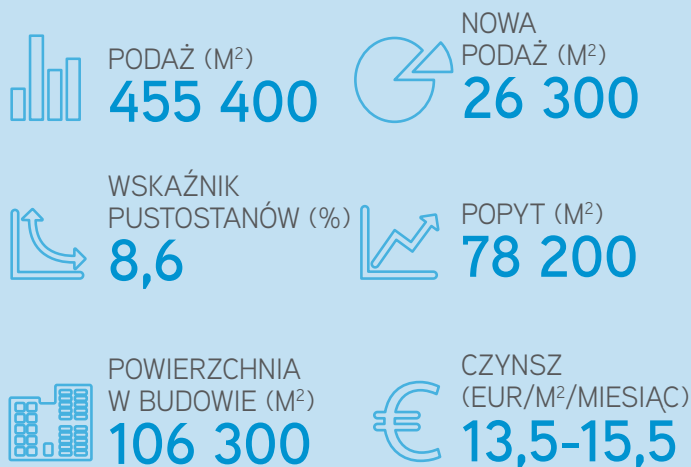 PODAŻ (M²)
455 400
NOWA
PODAŻ (M²)
26 300
WSKAŹNIK
PUSTOSTANÓW (%)
8,6
POPYT (M²)
78 200
POWIERZCHNIA
W BUDOWIE (M²)
106 300
CZYNSZ
(EUR/M²/MIESIĄC)
13,5-15,5